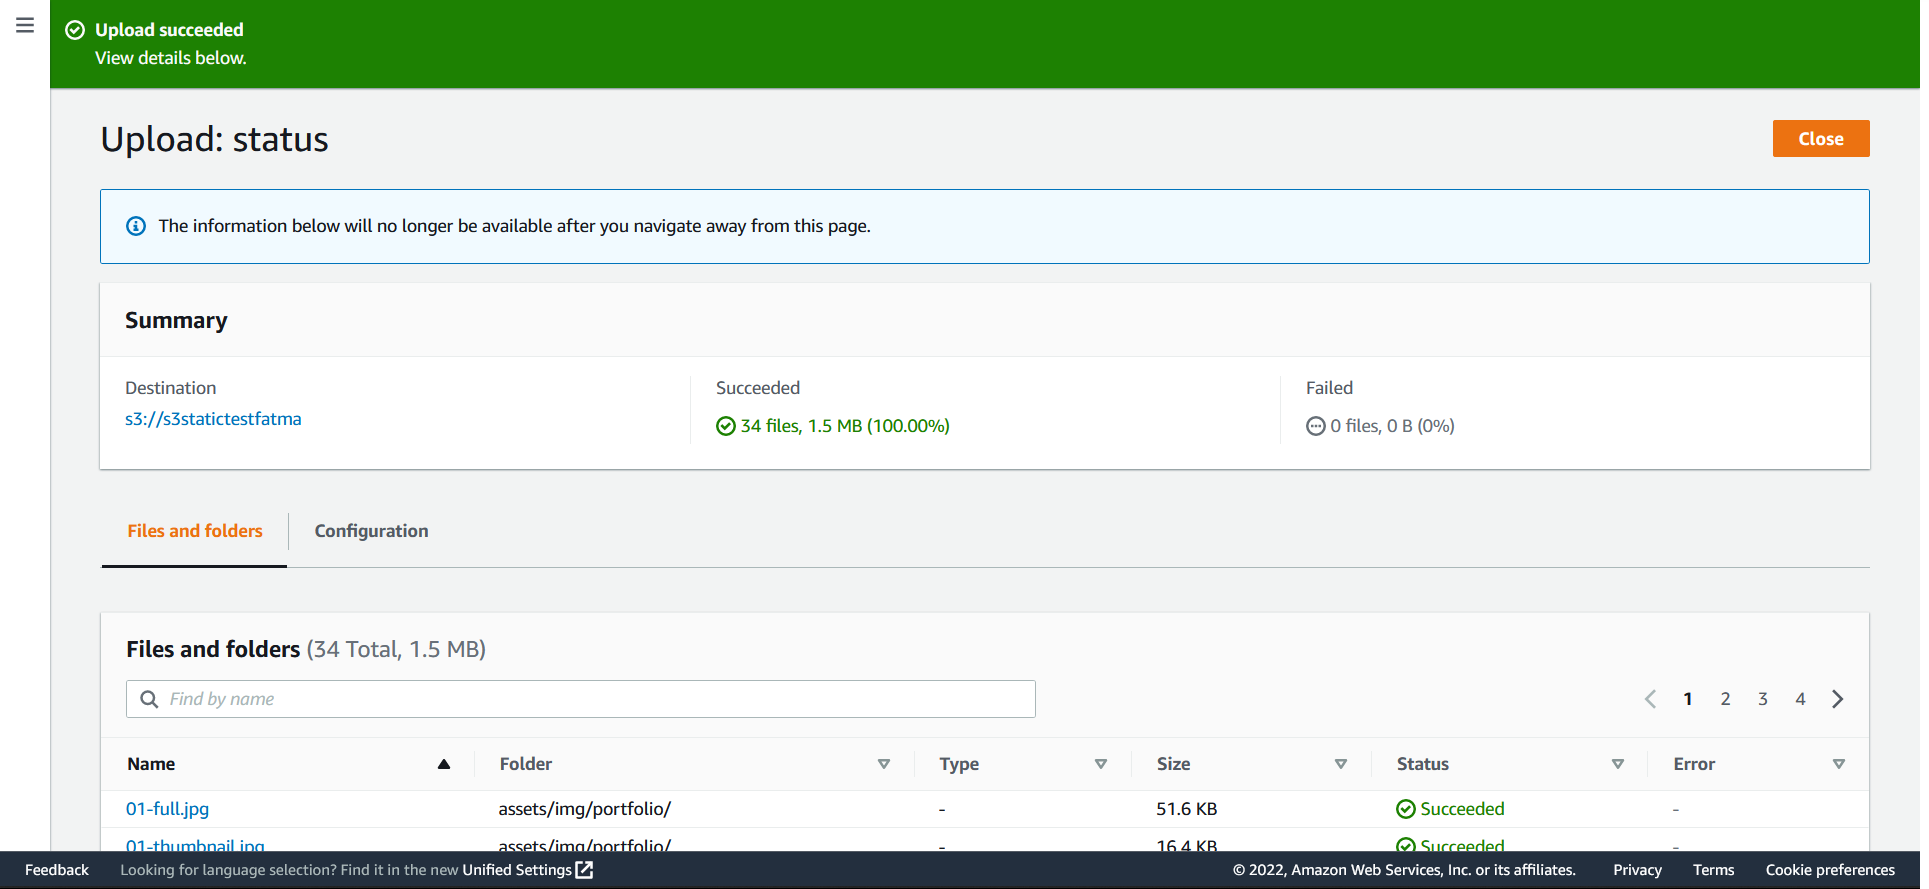 Upload succeeded
View details below.
Upload: status
Close
The information below will no longer be available after you navigate away from this page.
Summary
Destination
Succeeded
Failed
s3://s3statictestfatma
34 files, 1.5 MB (100.00%)
0 files, 0 B (0%)
Files and folders
Configuration
Files and folders (34 Total, 1.5 MB)
Find by name
1 2 3 4
Name Folder Type Size Status Error
01-full.jpg assets/img/portfolio/ - 51.6 KB Succeeded -
01-thumbnail.jpg assets/img/portfolio/ - 16.4 KB Succeeded -
Feedback Looking for language selection? Find it in the new Unified Settings © 2022, Amazon Web Services, Inc. or its affiliates. Privacy Terms Cookie preferences